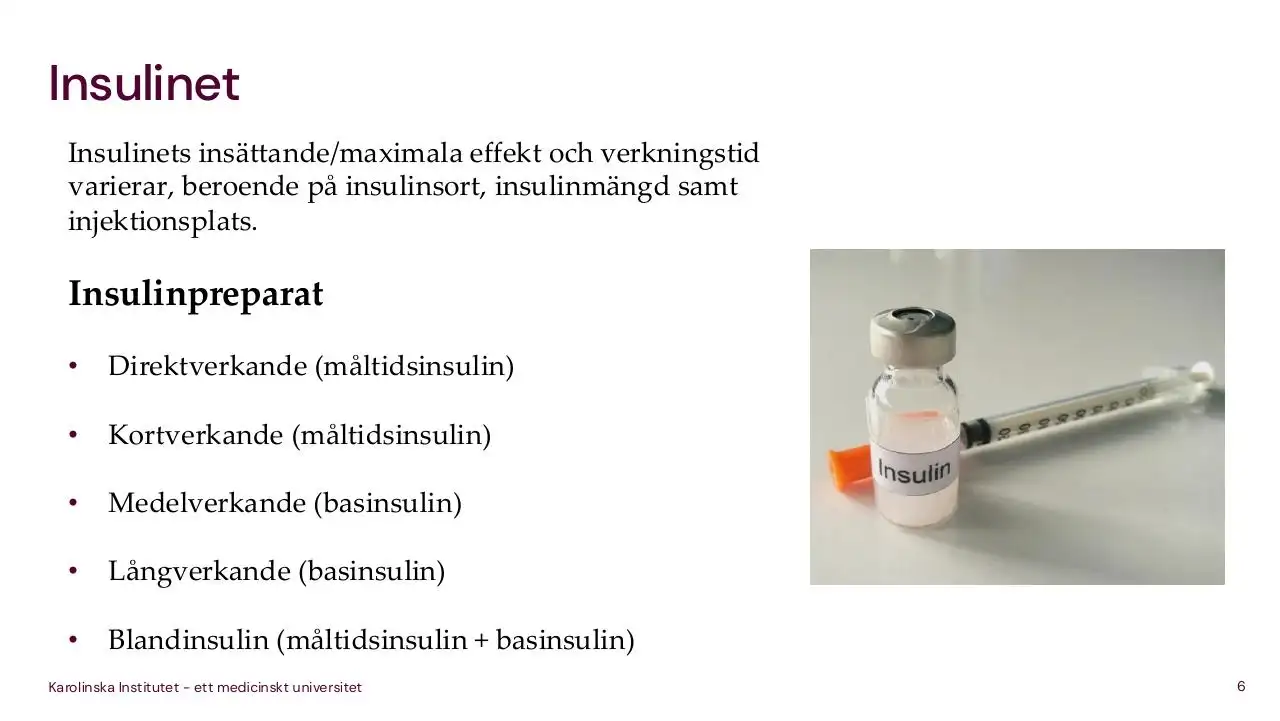 Insulinet
Insulinets insättande/maximala effekt och verkningstid
varierar, beroende på insulinsort, insulinmängd samt
injektionsplats.
Insulinpreparat
• Direktverkande (måltidsinsulin)
• Kortverkande (måltidsinsulin)
• Medelverkande (basinsulin)
• Långverkande (basinsulin)
• Blandinsulin (måltidsinsulin + basinsulin)
Insulin
Karolinska Institutet - ett medicinskt universitet
6